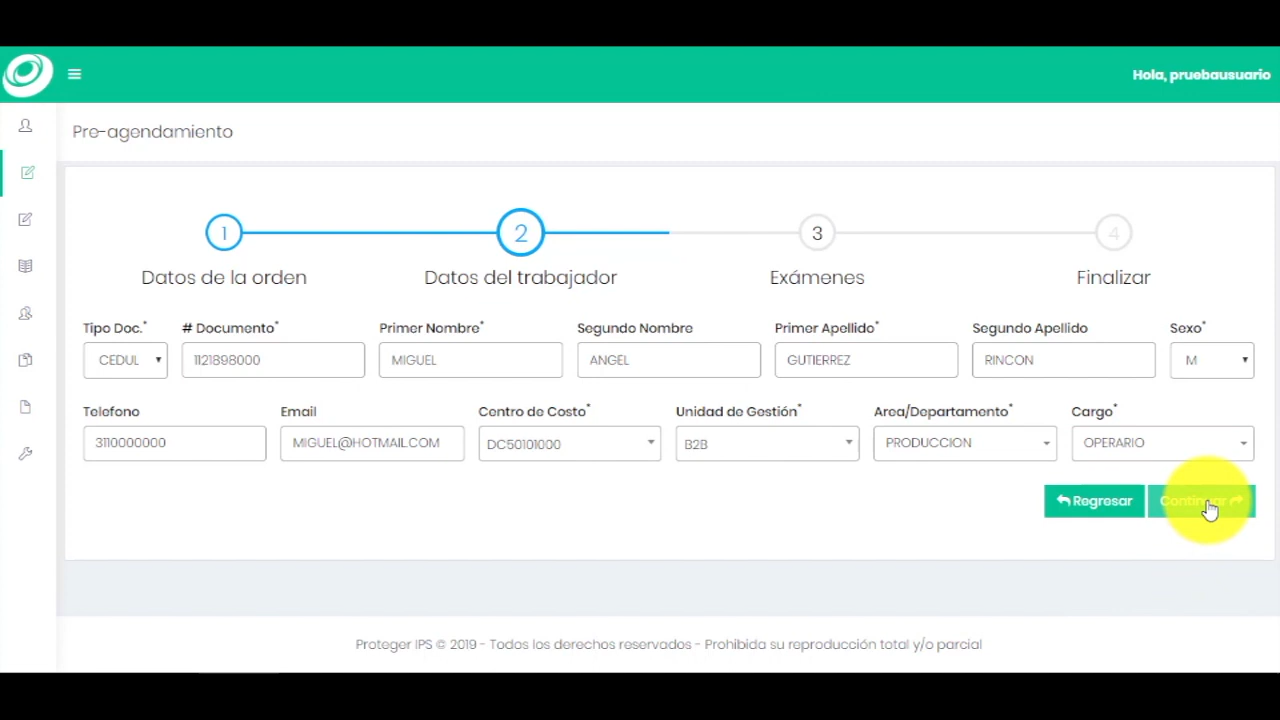 Hola, pruebausuario
Pre-agendamiento
1 2 3 4
Datos de la orden Datos del trabajador Exámenes Finalizar
Tipo Doc.* # Documento* Primer Nombre* Segundo Nombre Primer Apellido* Segundo Apellido Sexo*
CEDUL 1121898000 MIGUEL ANGEL GUTIERREZ RINCON M
Telefono Email Centro de Costo* Unidad de Gestión* Area/Departamento* Cargo*
3110000000 MIGUEL@HOTMAIL.COM DC50101000 B2B PRODUCCION OPERARIO
Regresar Continuar
Proteger IPS © 2019 - Todos los derechos reservados - Prohibida su reproducción total y/o parcial